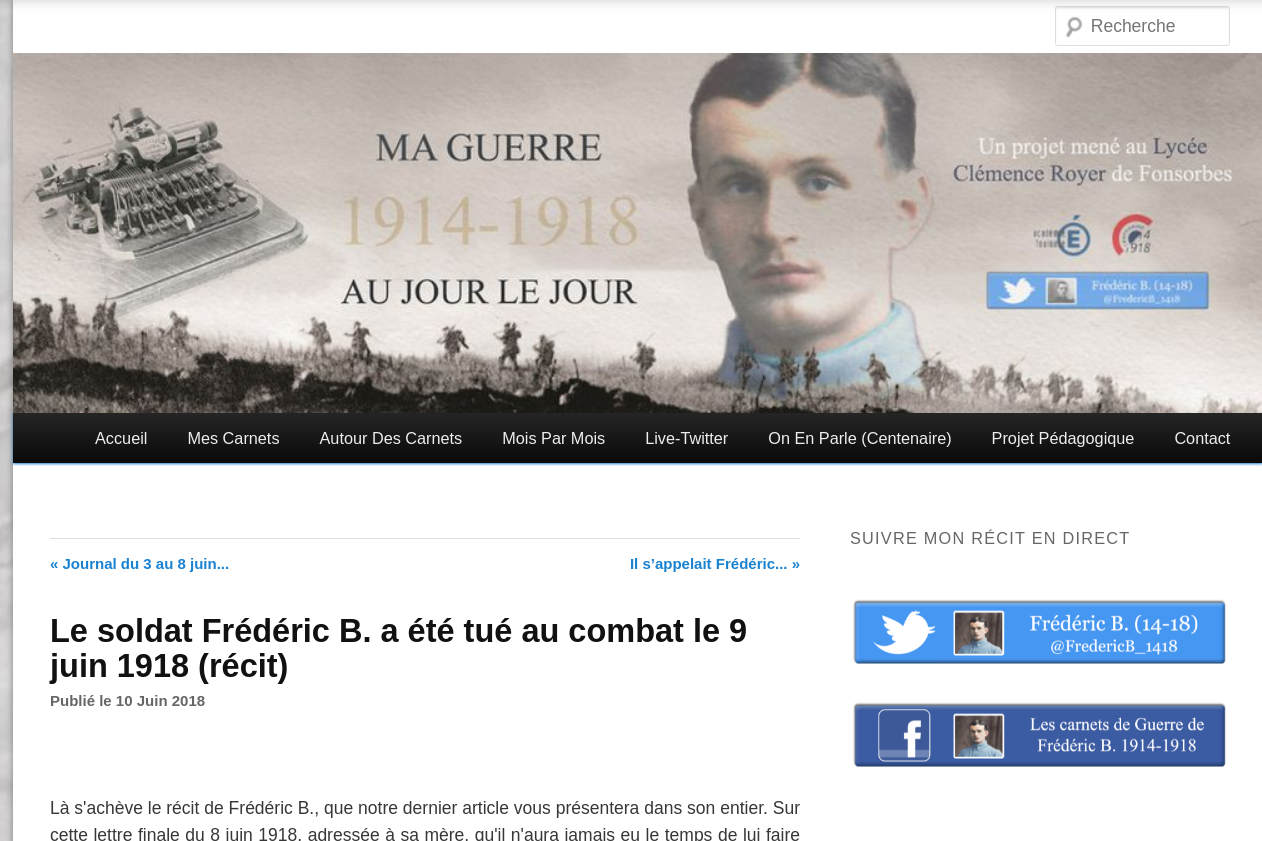 Recherche
MA GUERRE
1914-1918
AU JOUR LE JOUR
Un projet mené au Lycée
Clémence Royer de Fonsorbes
Frédéric B. (14-18)
@FredericB_1418
Accueil Mes Carnets Autour Des Carnets Mois Par Mois Live-Twitter On En Parle (Centenaire) Projet Pédagogique Contact
« Journal du 3 au 8 juin... Il s’appelait Frédéric... »
Le soldat Frédéric B. a été tué au combat le 9
juin 1918 (récit)
Publié le 10 Juin 2018
Là s'achève le récit de Frédéric B., que notre dernier article vous présentera dans son entier. Sur
cette lettre finale du 8 juin 1918, adressée à sa mère, qu'il n'aura jamais eu le temps de lui faire
SUIVRE MON RÉCIT EN DIRECT
Frédéric B. (14-18)
@FredericB_1418
Les carnets de Guerre de
Frédéric B. 1914-1918